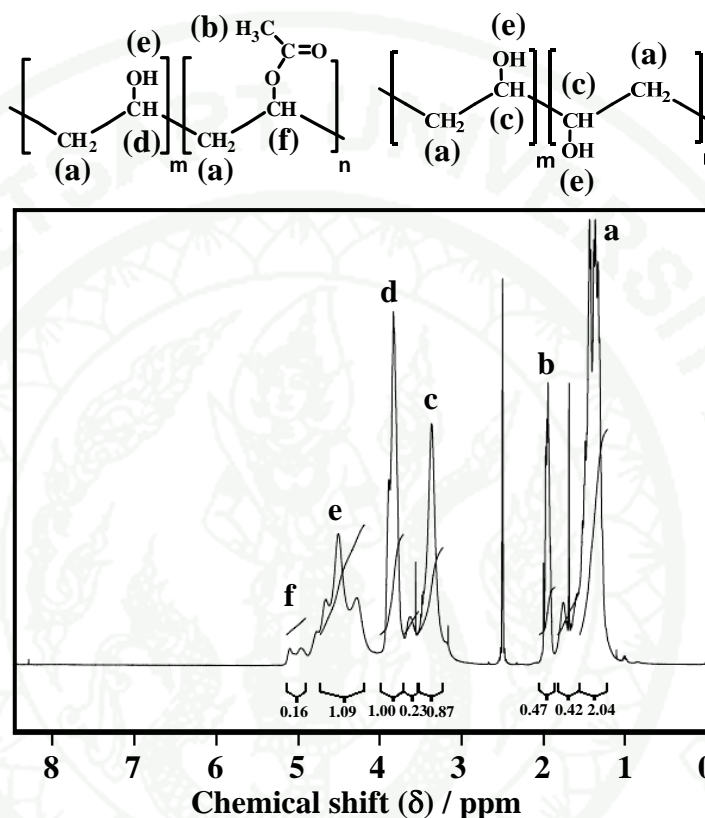 (b) H₃C
(e) C=O
OH O
CH CH
CH₂ (d) m CH₂ (f) n
(a) (a)
(e)
OH (a)
CH (c) CH₂
CH₂ (c) m CH
(a) OH
(e)
a
d
b
c
e
f
0.16 1.09 1.00 0.23 0.87 0.47 0.42 2.04
8 7 6 5 4 3 2 1 0
Chemical shift (δ) / ppm